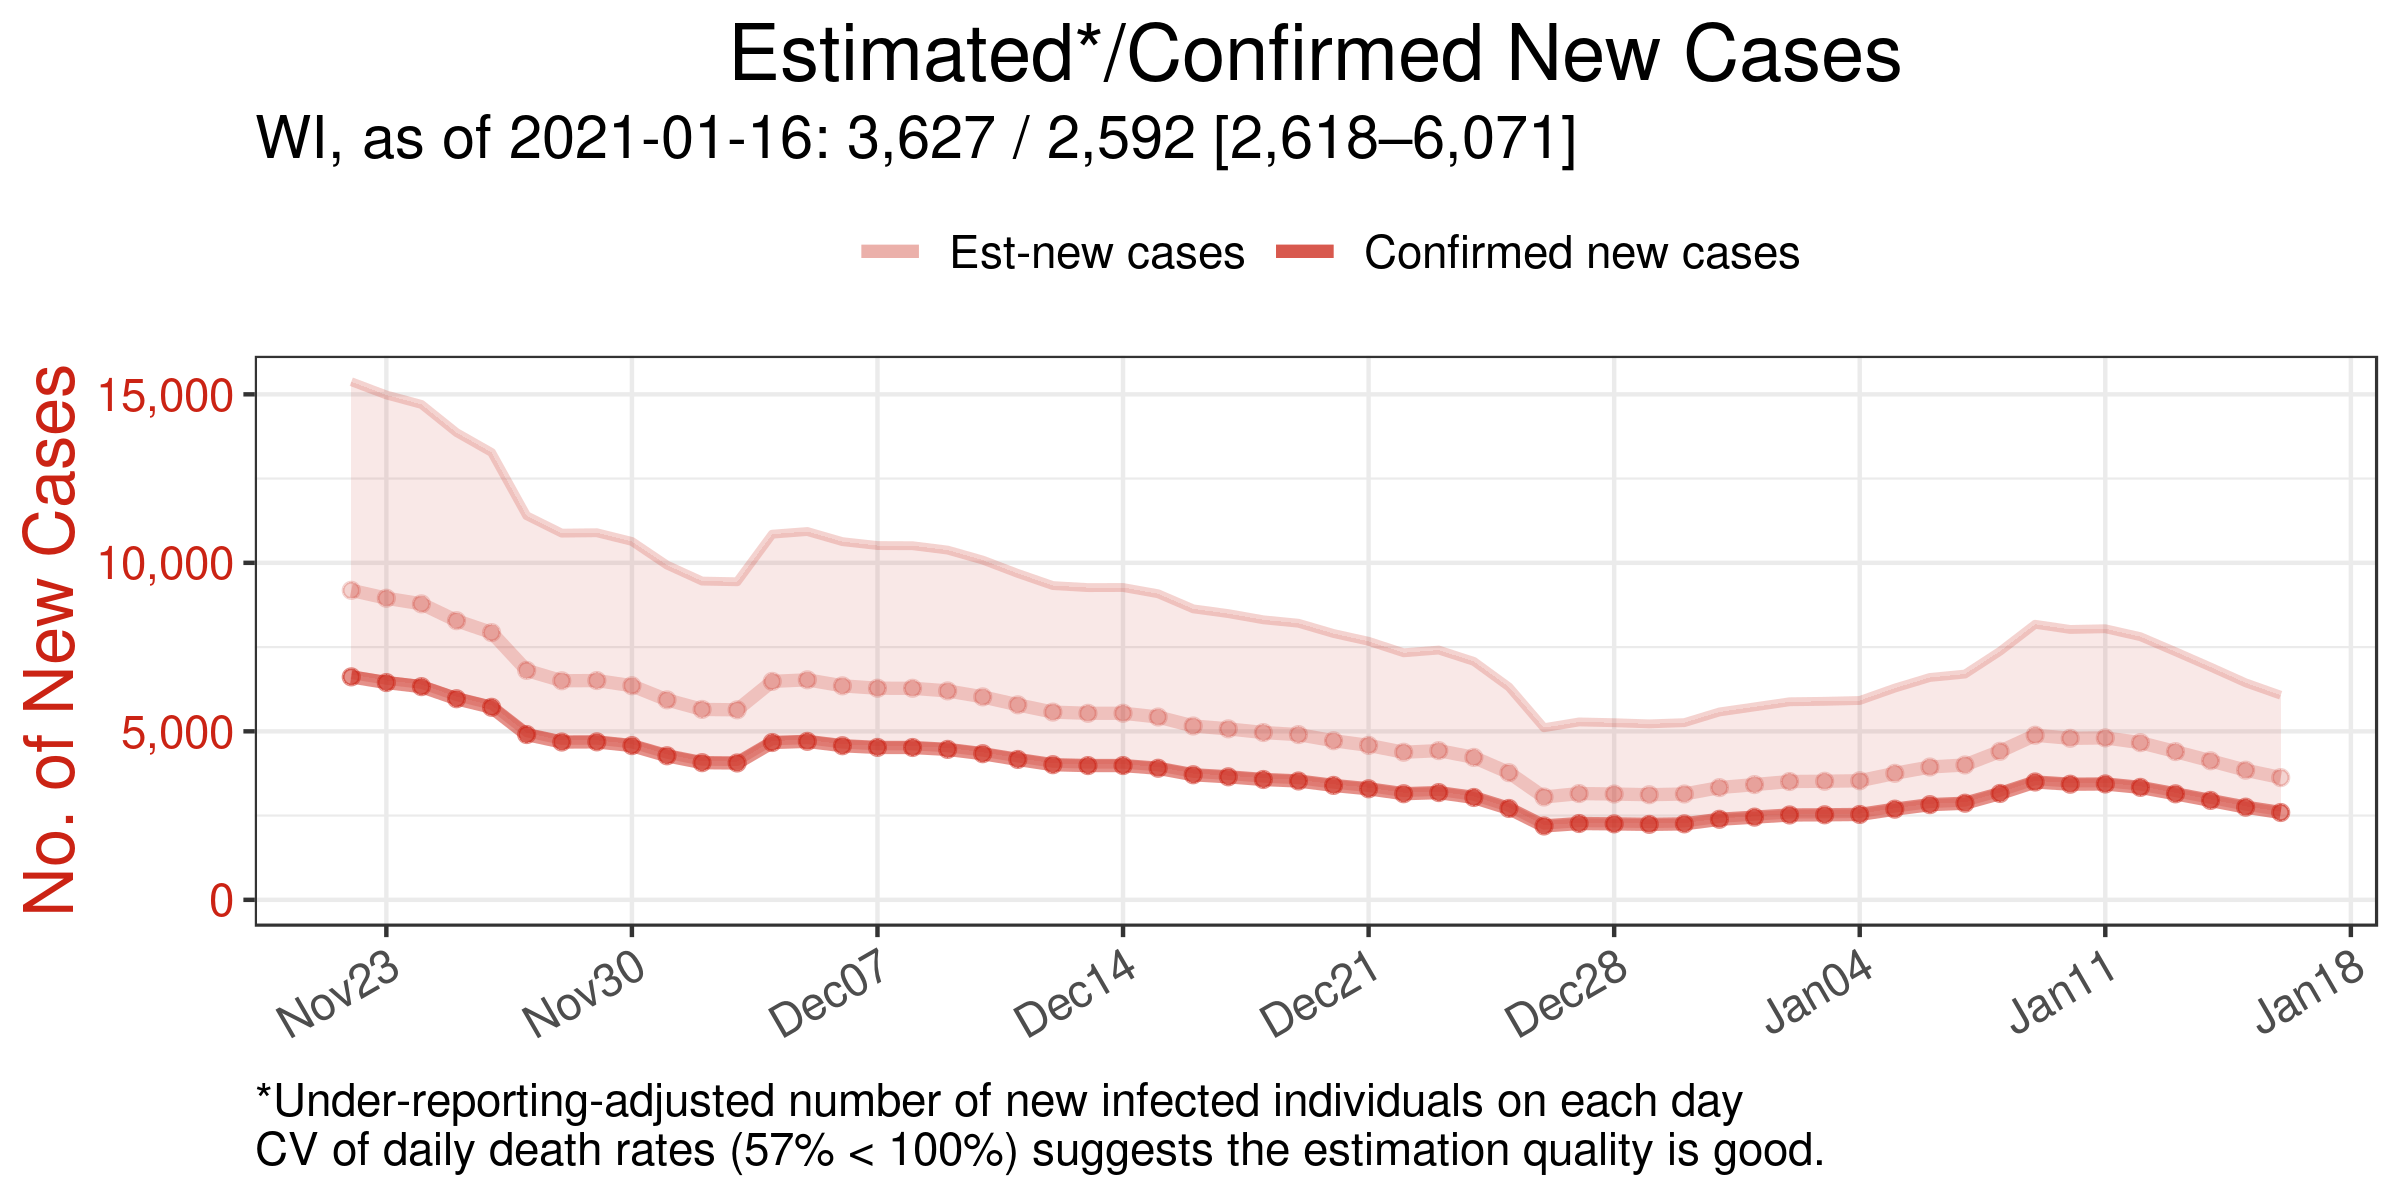 Estimated*/Confirmed New Cases
WI, as of 2021-01-16: 3,627 / 2,592 [2,618–6,071]
Est-new cases
Confirmed new cases
No. of New Cases
15,000
10,000
5,000
0
Nov23
Nov30
Dec07
Dec14
Dec21
Dec28
Jan04
Jan11
Jan18
*Under-reporting-adjusted number of new infected individuals on each day
CV of daily death rates (57% < 100%) suggests the estimation quality is good.